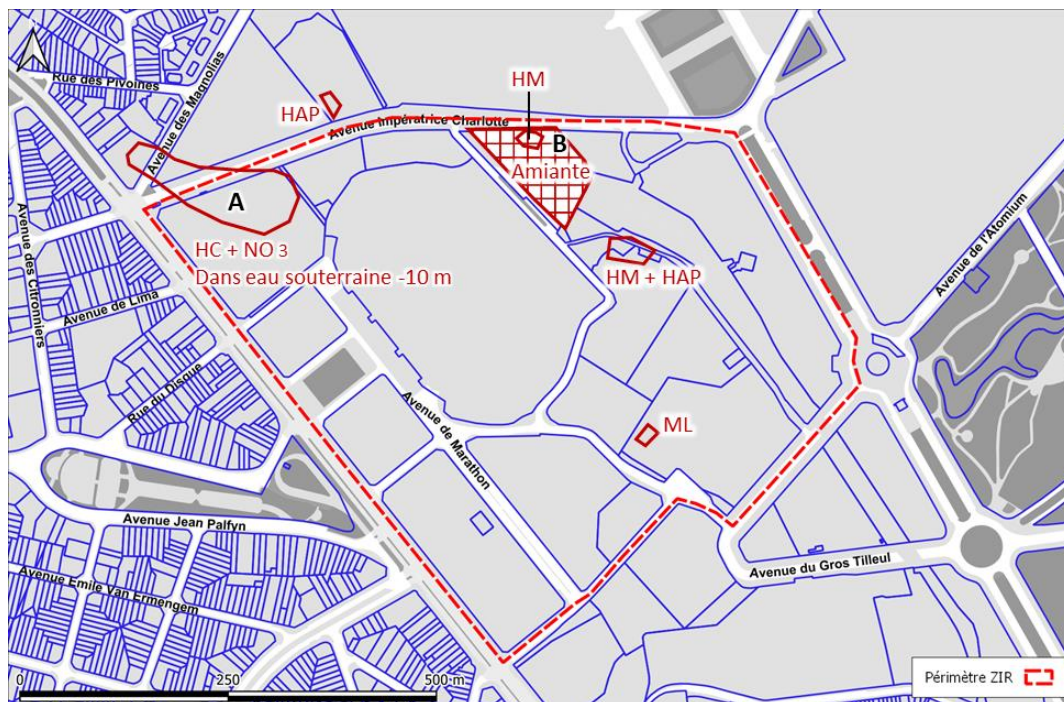 HM
Rue des Pivoines
Avenue des Magnolias
HAP
Avenue Impératrice Charlotte
B
Amiante
A
HC + NO 3
Dans eau souterraine -10 m
HM + HAP
Avenue de l'Atomium
Avenue des Citronniers
Avenue de Lima
Rue du Disque
Avenue de Marathon
ML
Avenue Jean Palfyn
Avenue du Gros Tilleul
Avenue Emile Van Ermengem
Périmètre ZIR
0 250 500 m